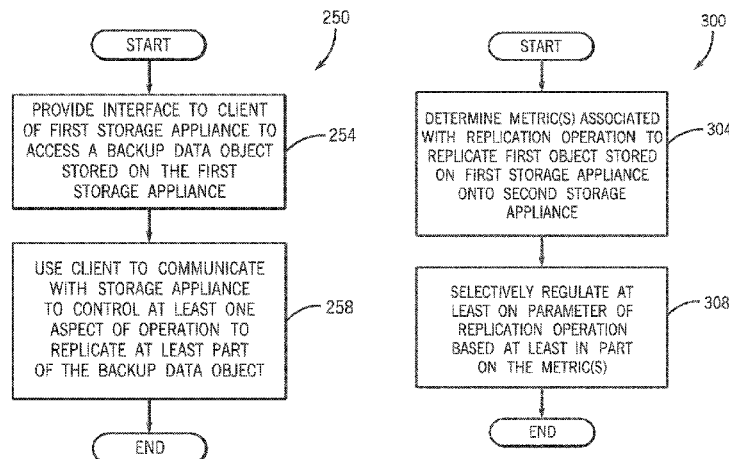 250
START
PROVIDE INTERFACE TO CLIENT
OF FIRST STORAGE APPLIANCE TO
ACCESS A BACKUP DATA OBJECT
STORED ON THE FIRST
STORAGE APPLIANCE
254
USE CLIENT TO COMMUNICATE
WITH STORAGE APPLIANCE
TO CONTROL AT LEAST ONE
ASPECT OF OPERATION TO
REPLICATE AT LEAST PART
OF THE BACKUP DATA OBJECT
258
END
300
START
DETERMINE METRIC(S) ASSOCIATED
WITH REPLICATION OPERATION TO
REPLICATE FIRST OBJECT STORED
ON FIRST STORAGE APPLIANCE
ONTO SECOND STORAGE
APPLIANCE
304
SELECTIVELY REGULATE AT
LEAST ON PARAMETER OF
REPLICATION OPERATION
BASED AT LEAST IN PART
ON THE METRIC(S)
308
END